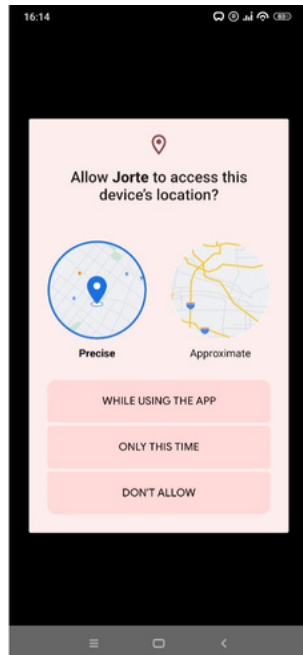 16:14
Allow Jorte to access this
device's location?
Precise
Approximate
WHILE USING THE APP
ONLY THIS TIME
DON'T ALLOW